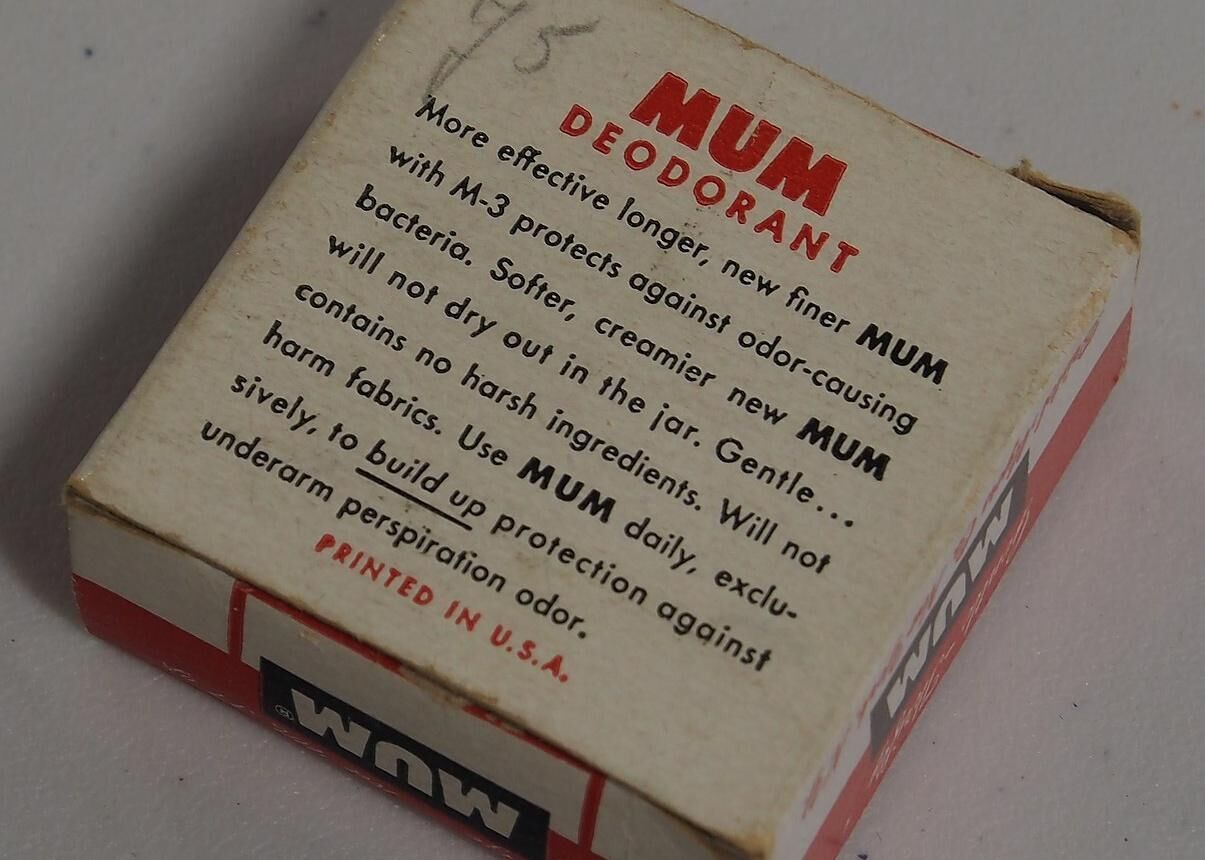 MUM
DEODORANT
More effective longer, new finer MUM
with M-3 protects against odor-causing
bacteria. Softer, creamier new MUM
will not dry out in the jar. Gentle...
contains no harsh ingredients. Will not
harm fabrics. Use MUM daily, exclu-
sively, to build up protection against
underarm perspiration odor.
PRINTED IN U.S.A.
MUM®
MUM